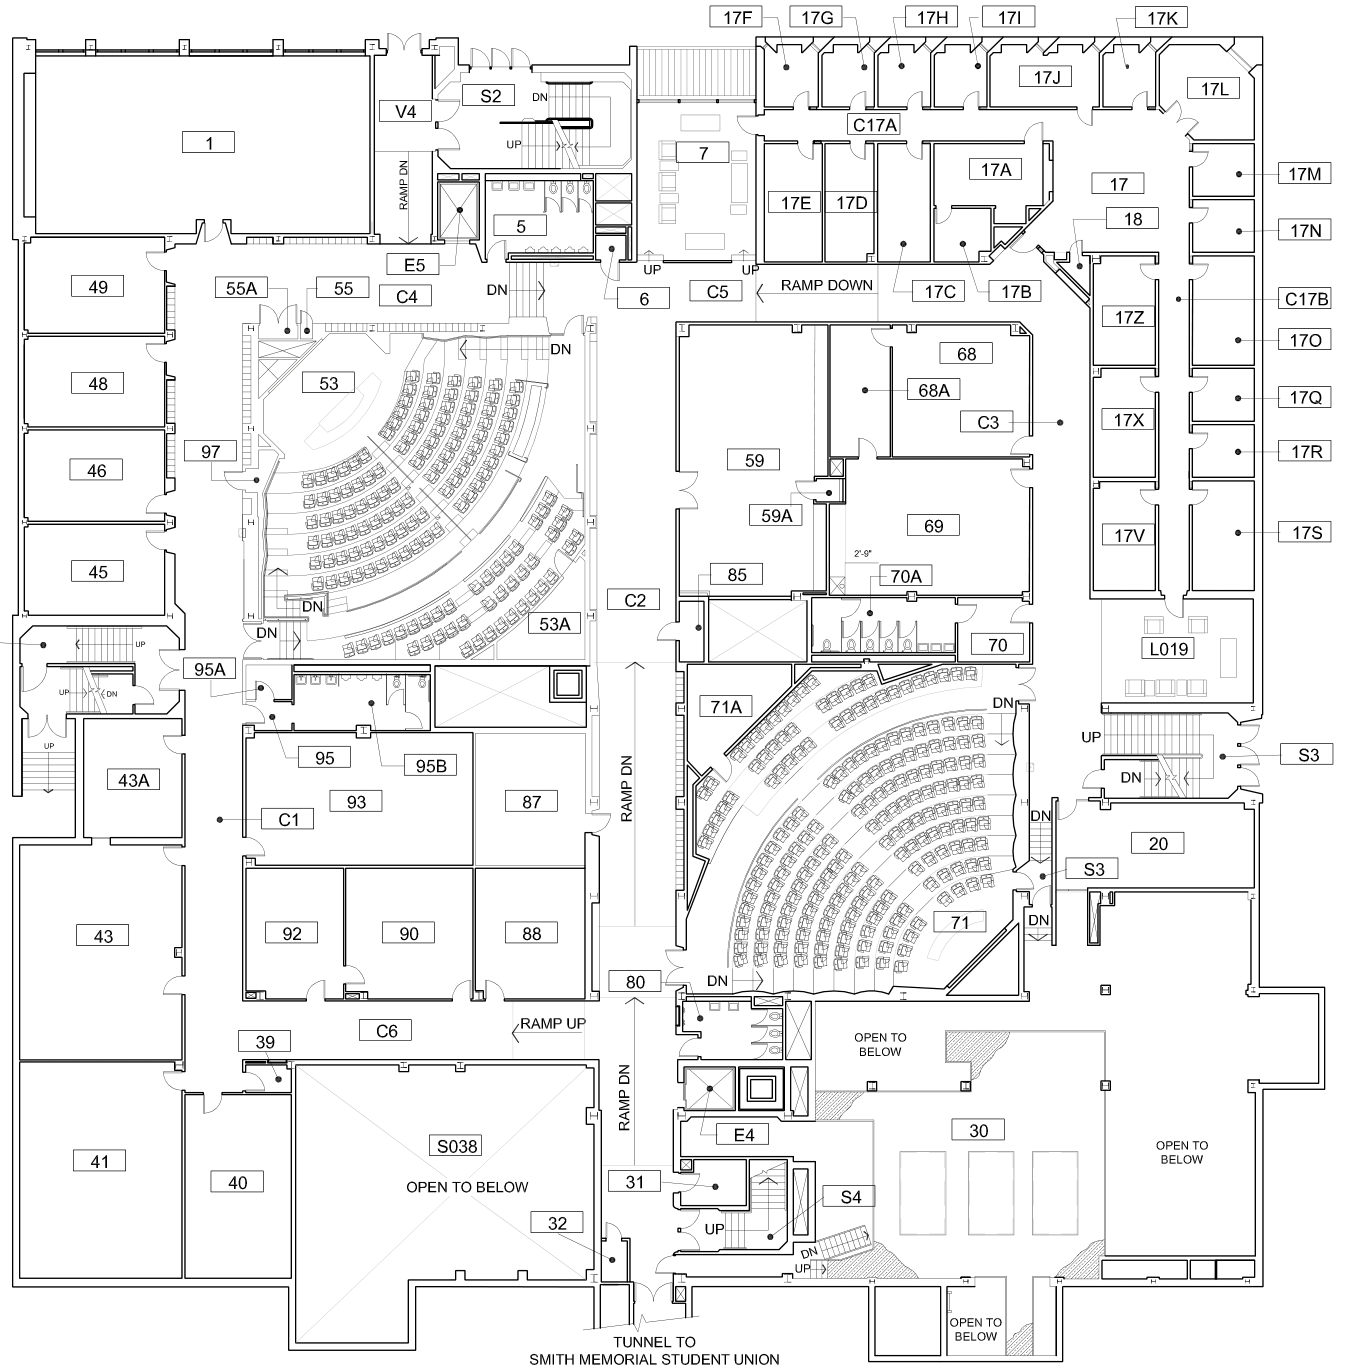 17F
17G
17H
17I
17K
17J
17L
S2
DN
V4
UP
C17A
1
7
17A
17M
17
18
17E
17D
RAMP DN
5
17N
E5
UP
UP
6
C5
RAMP DOWN
17C
17B
C17B
49
55A
55
C4
DN
17Z
17O
DN
68
53
48
68A
17Q
C3
17X
97
59
17R
46
59A
69
17V
17S
2'-9"
45
85
70A
DN
C2
53A
DN
UP
70
L019
95A
UP
DN
71A
DN
UP
UP
S3
95
95B
DN
43A
93
87
RAMP DN
C1
DN
20
S3
43
92
90
88
71
DN
80
DN
C6
RAMP UP
39
OPEN TO
BELOW
RAMP DN
E4
30
S038
41
OPEN TO BELOW
40
31
OPEN TO
BELOW
S4
32
UP
DN
UP
OPEN TO
BELOW
TUNNEL TO
SMITH MEMORIAL STUDENT UNION